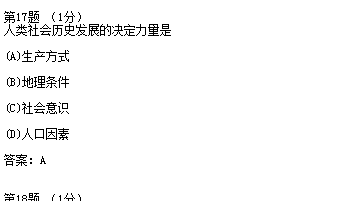 第17题 (1分)
人类社会历史发展的决定力量是
(A)生产方式
(B)地理条件
(C)社会意识
(D)人口因素
答案: A
第18题 (1分)